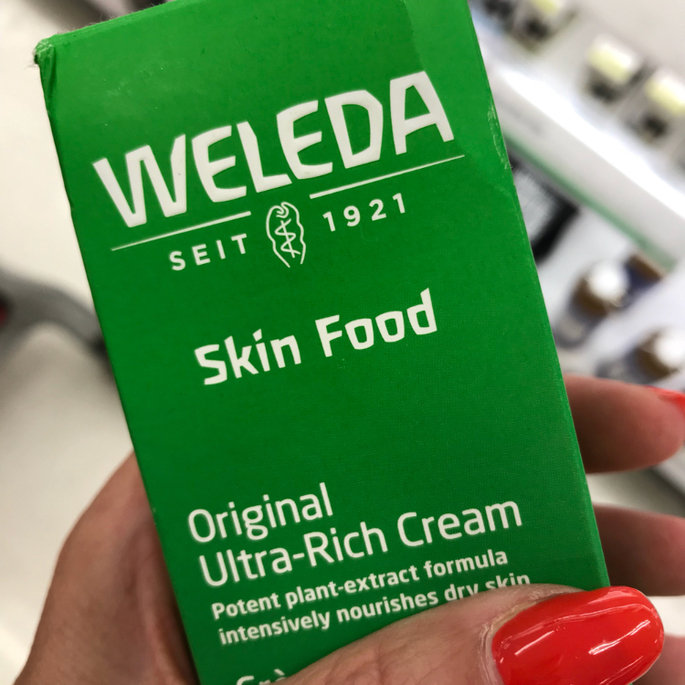 WELEDA
SEIT 1921
Skin Food
Original
Ultra-Rich Cream
Potent plant-extract formula
intensively nourishes dry skin